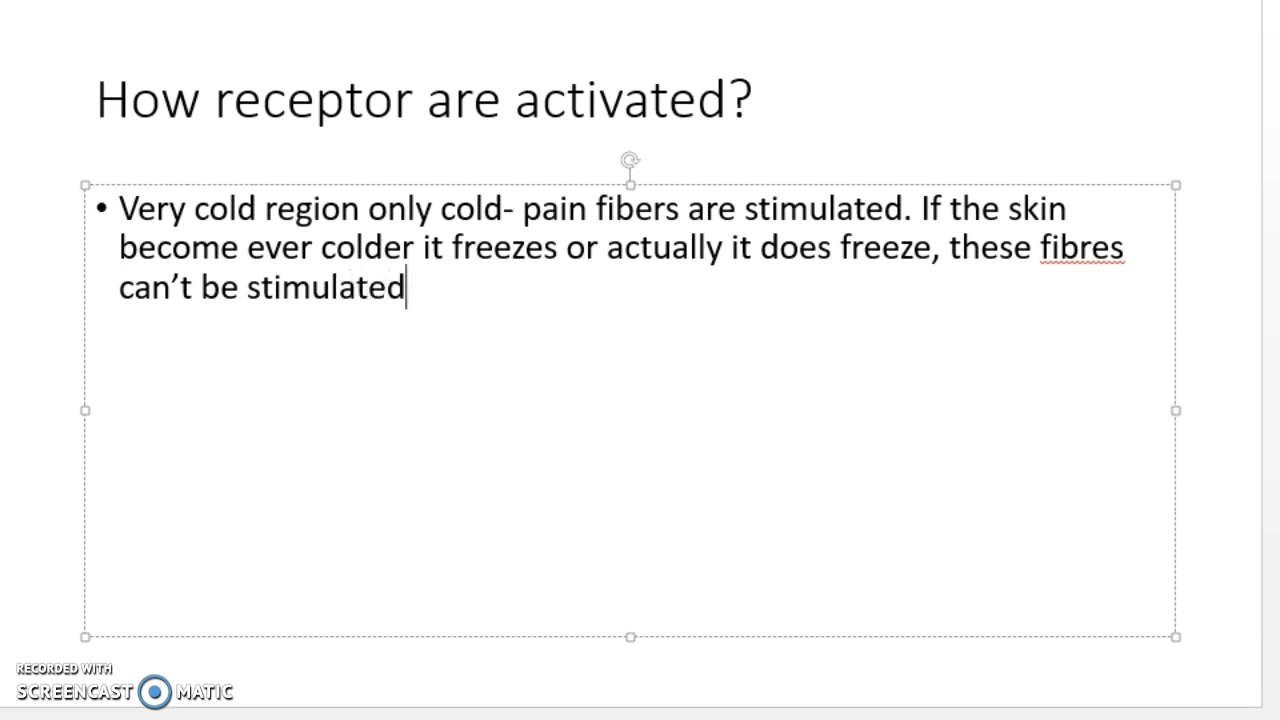 How receptor are activated?
• Very cold region only cold- pain fibers are stimulated. If the skin
become ever colder it freezes or actually it does freeze, these fibres
can’t be stimulated
RECORDED WITH
SCREENCAST MATIC